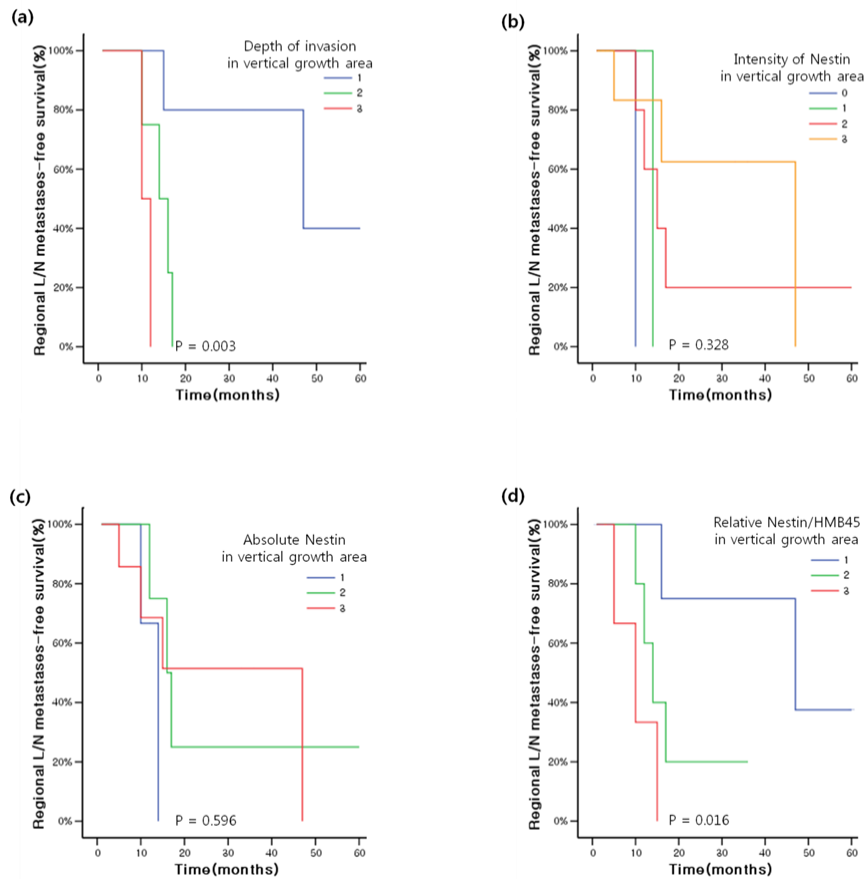 (a)
Depth of invasion
in vertical growth area
1
2
3
Regional L/N metastases-free survival(%)
100%
80%
60%
40%
20%
0%
P = 0.003
0 10 20 30 40 50 60
Time(months)
(b)
Intensity of Nestin
in vertical growth area
0
1
2
3
Regional L/N metastases-free survival(%)
100%
80%
60%
40%
20%
0%
P = 0.328
0 10 20 30 40 50 60
Time(months)
(c)
Absolute Nestin
in vertical growth area
1
2
3
Regional L/N metastases-free survival(%)
100%
80%
60%
40%
20%
0%
P = 0.596
0 10 20 30 40 50 60
Time(months)
(d)
Relative Nestin/HMB45
in vertical growth area
1
2
3
Regional L/N metastases-free survival(%)
100%
80%
60%
40%
20%
0%
P = 0.016
0 10 20 30 40 50 60
Time(months)